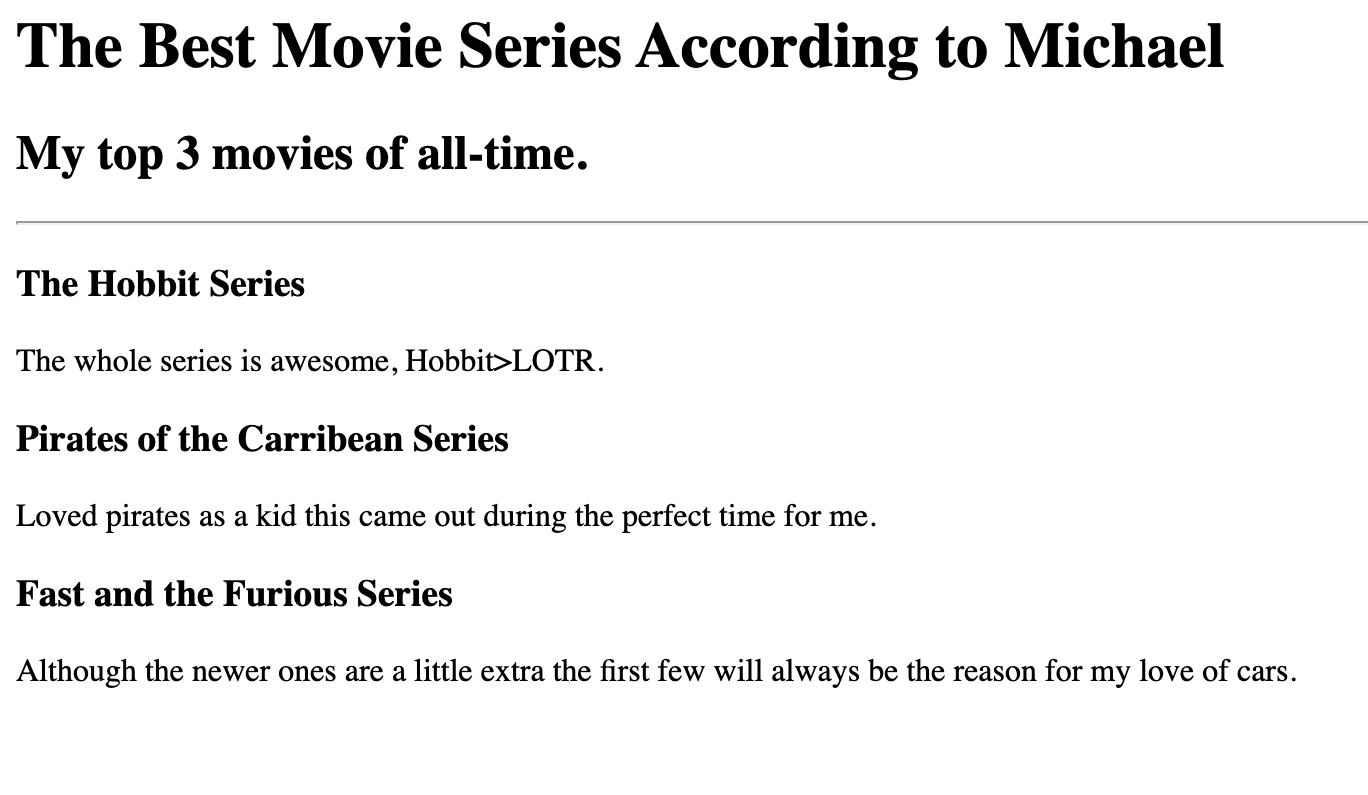 The Best Movie Series According to Michael
My top 3 movies of all-time.
The Hobbit Series
The whole series is awesome, Hobbit>LOTR.
Pirates of the Carribean Series
Loved pirates as a kid this came out during the perfect time for me.
Fast and the Furious Series
Although the newer ones are a little extra the first few will always be the reason for my love of cars.